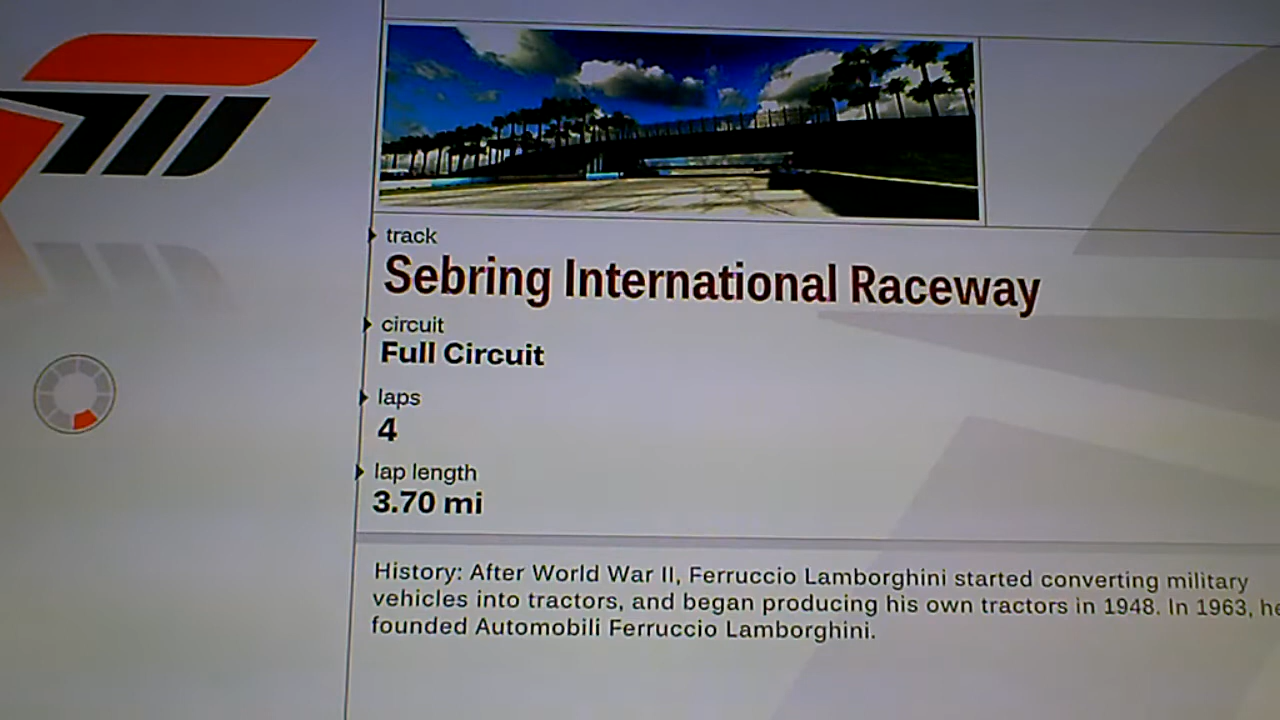 track
Sebring International Raceway
circuit
Full Circuit
laps
4
lap length
3.70 mi
History: After World War II, Ferruccio Lamborghini started converting military
vehicles into tractors, and began producing his own tractors in 1948. In 1963, he
founded Automobili Ferruccio Lamborghini.